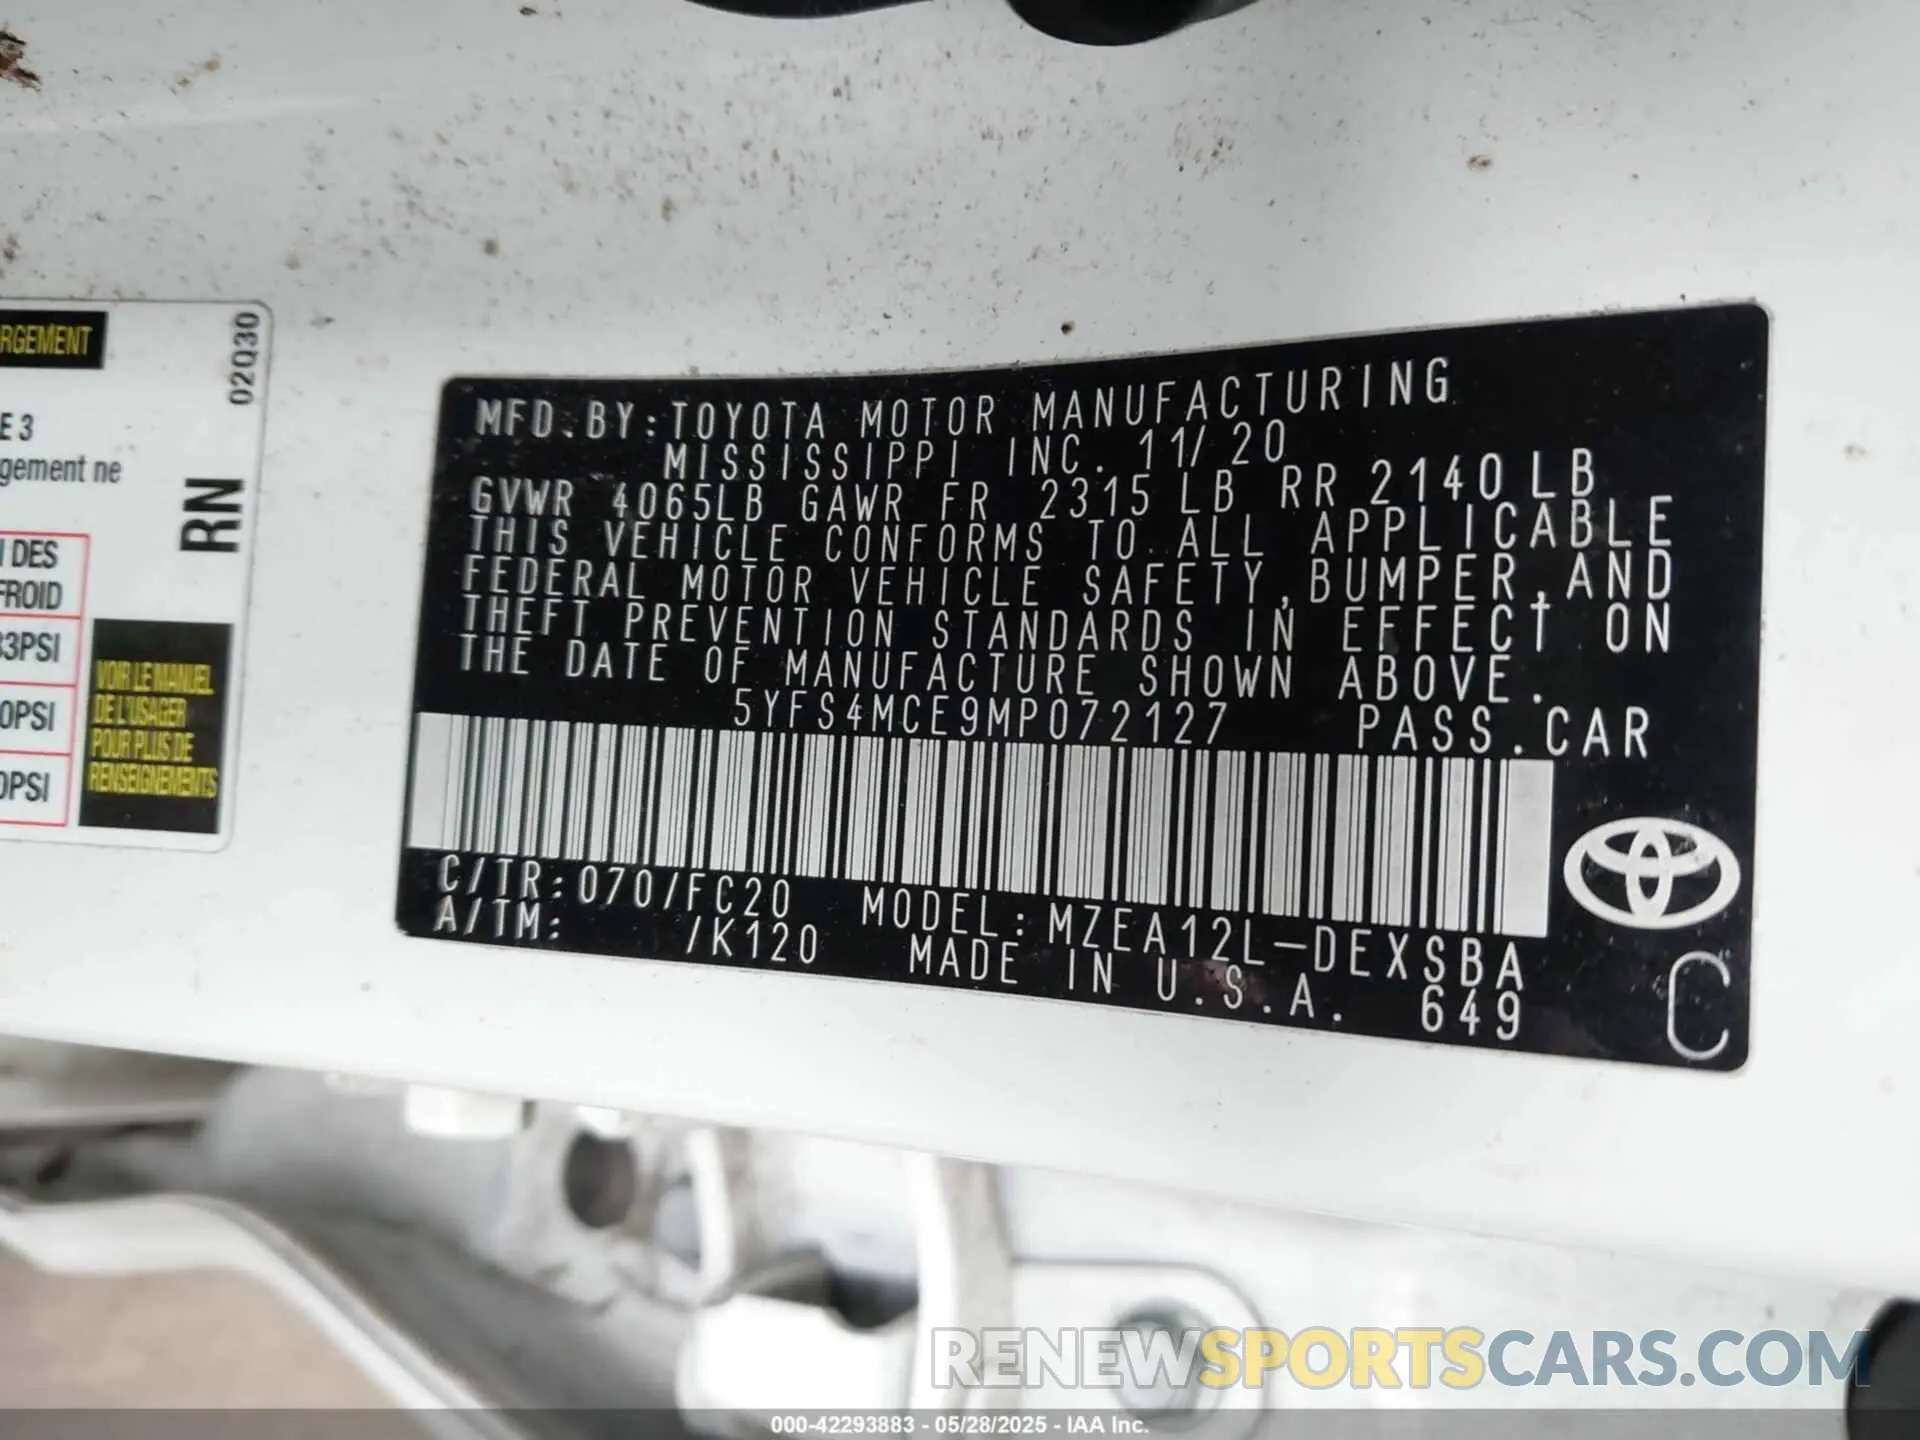 RGEMENT
02Q30
E 3
gement ne
RN
DES
FROID
33PSI
0PSI
0PSI
VOIR LE MANUEL
DE L'USAGER
POUR PLUS DE
RENSEIGNEMENTS
MFD.BY:TOYOTA MOTOR MANUFACTURING
MISSISSIPPI INC. 11/20
GVWR 4065LB GAWR FR 2315 LB RR 2140 LB
THIS VEHICLE CONFORMS TO ALL APPLICABLE
FEDERAL MOTOR VEHICLE SAFETY,BUMPER,AND
THEFT PREVENTION STANDARDS IN EFFECT ON
THE DATE OF MANUFACTURE SHOWN ABOVE.
5YFS4MCE9MP072127 PASS.CAR
C/TR:070/FC20 MODEL:MZEA12L-DEXSBA
A/TM: /K120 MADE IN U.S.A. 649
C
RENEWSPORTSCARS.COM
000-42293883 - 05/28/2025 - IAA Inc.